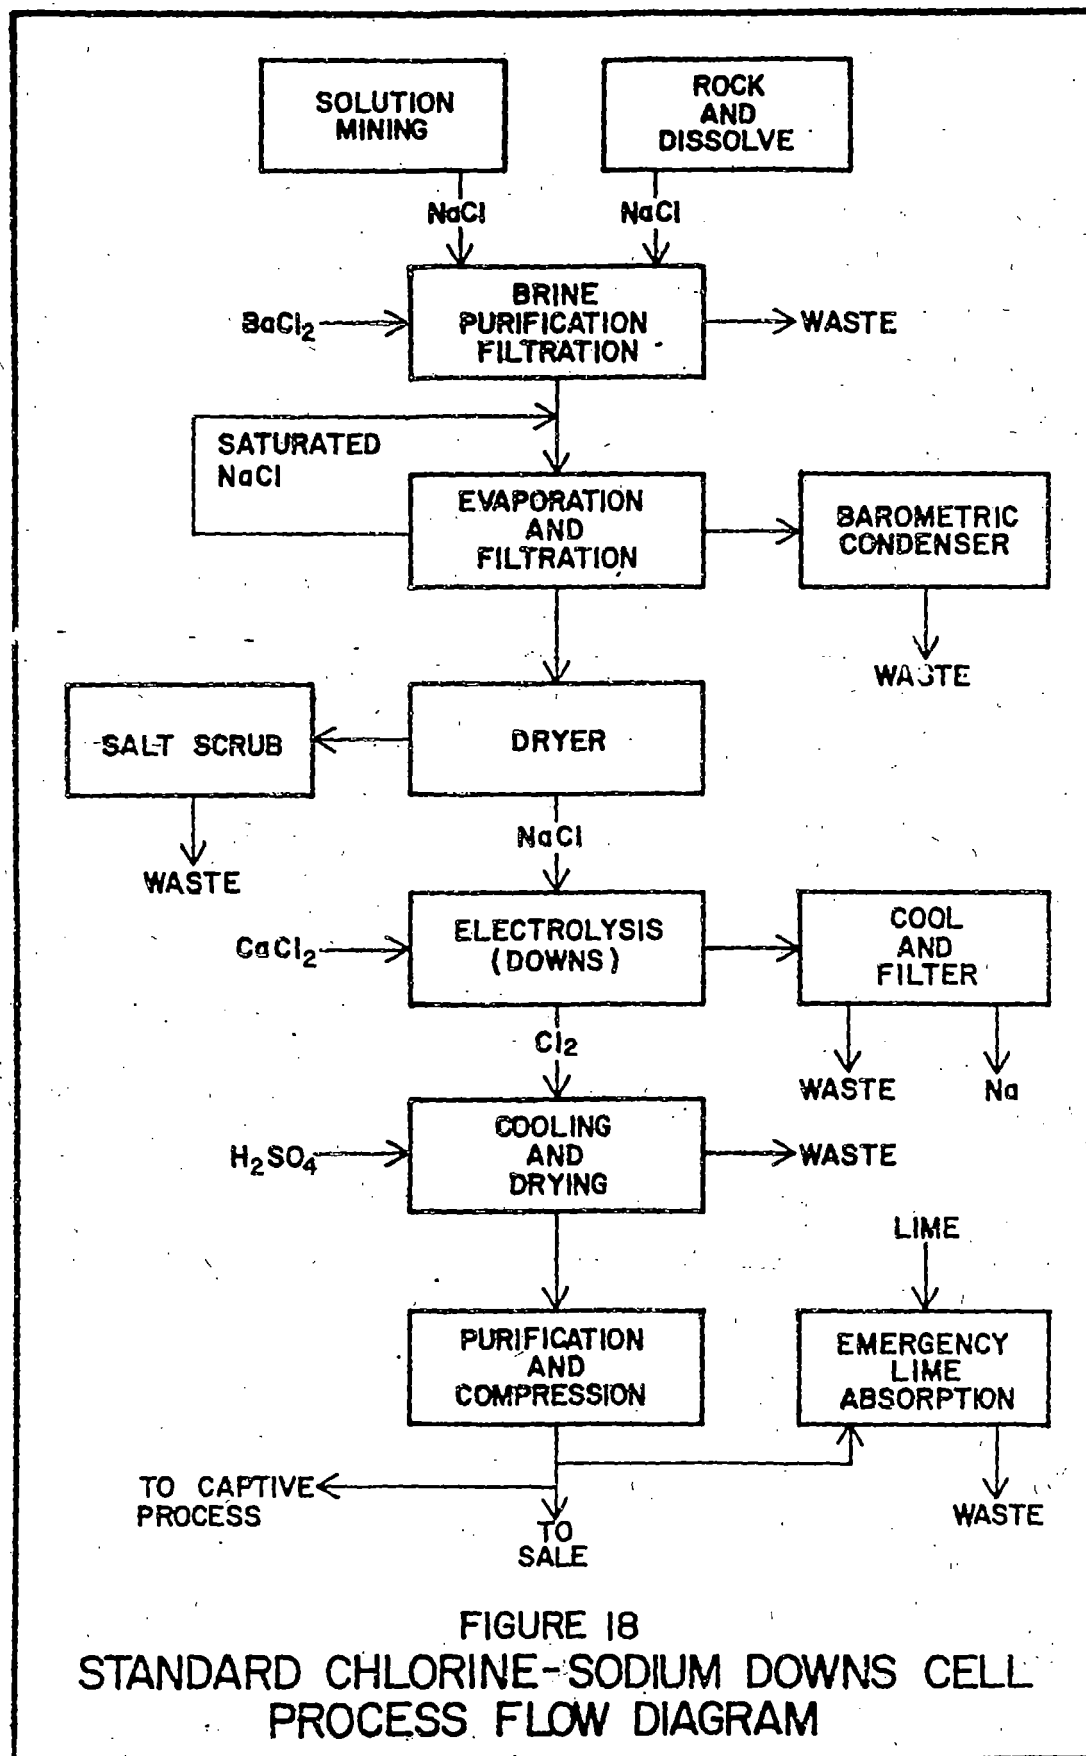 SOLUTION
MINING
ROCK
AND
DISSOLVE
NaCl
NaCl
BaCl2
BRINE
PURIFICATION
FILTRATION
WASTE
SATURATED
NaCl
EVAPORATION
AND
FILTRATION
BAROMETRIC
CONDENSER
WASTE
SALT SCRUB
DRYER
WASTE
NaCl
CaCl2
ELECTROLYSIS
(DOWNS)
COOL
AND
FILTER
Cl2
WASTE
Na
H2SO4
COOLING
AND
DRYING
WASTE
LIME
PURIFICATION
AND
COMPRESSION
EMERGENCY
LIME
ABSORPTION
TO CAPTIVE
PROCESS
TO
SALE
WASTE
FIGURE 18
STANDARD CHLORINE-SODIUM DOWNS CELL
PROCESS FLOW DIAGRAM